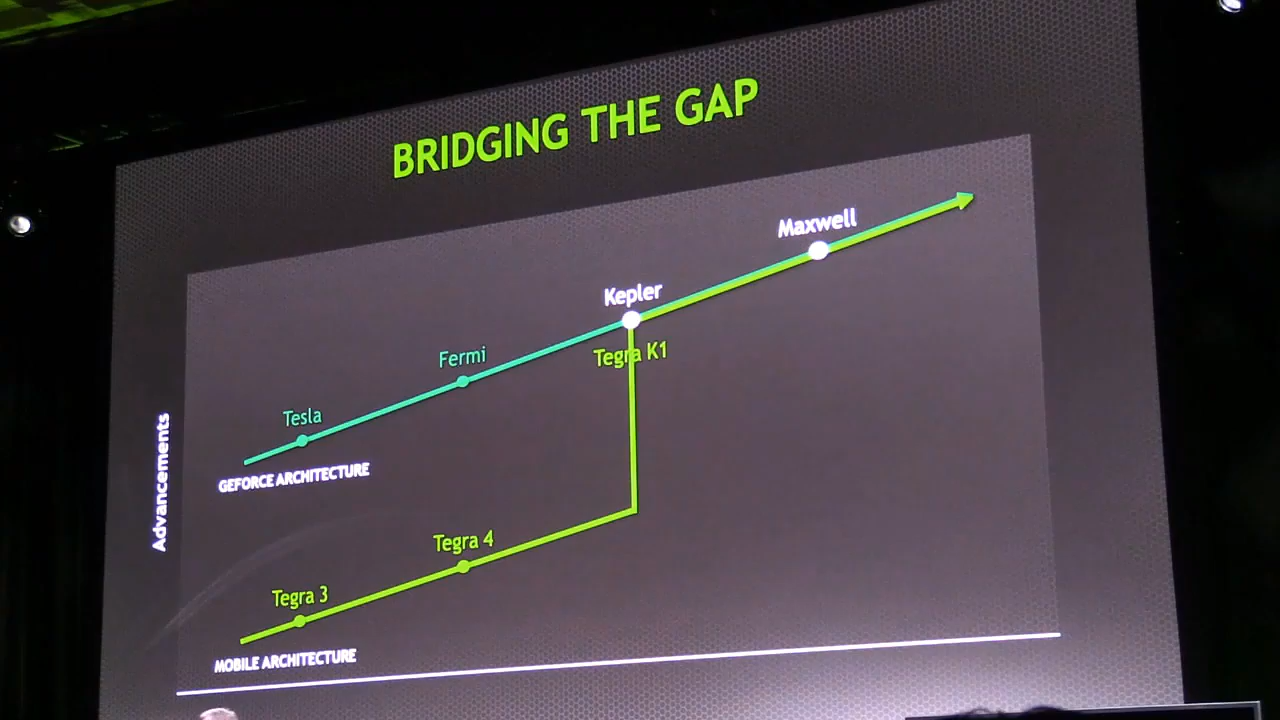 BRIDGING THE GAP
Maxwell
Kepler
Tegra K1
Fermi
Tesla
GEFORCE ARCHITECTURE
Advancements
Tegra 4
Tegra 3
MOBILE ARCHITECTURE